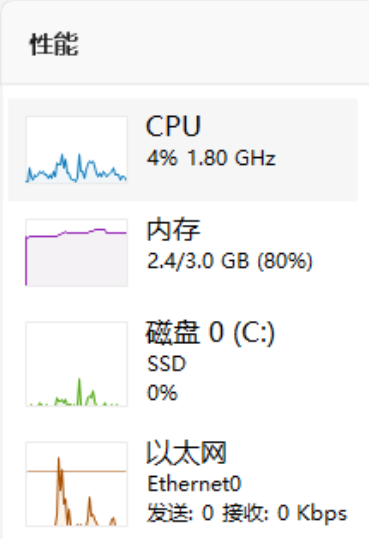 性能
CPU
4% 1.80 GHz
内存
2.4/3.0 GB (80%)
磁盘 0 (C:)
SSD
0%
以太网
Ethernet0
发送: 0 接收: 0 Kbps